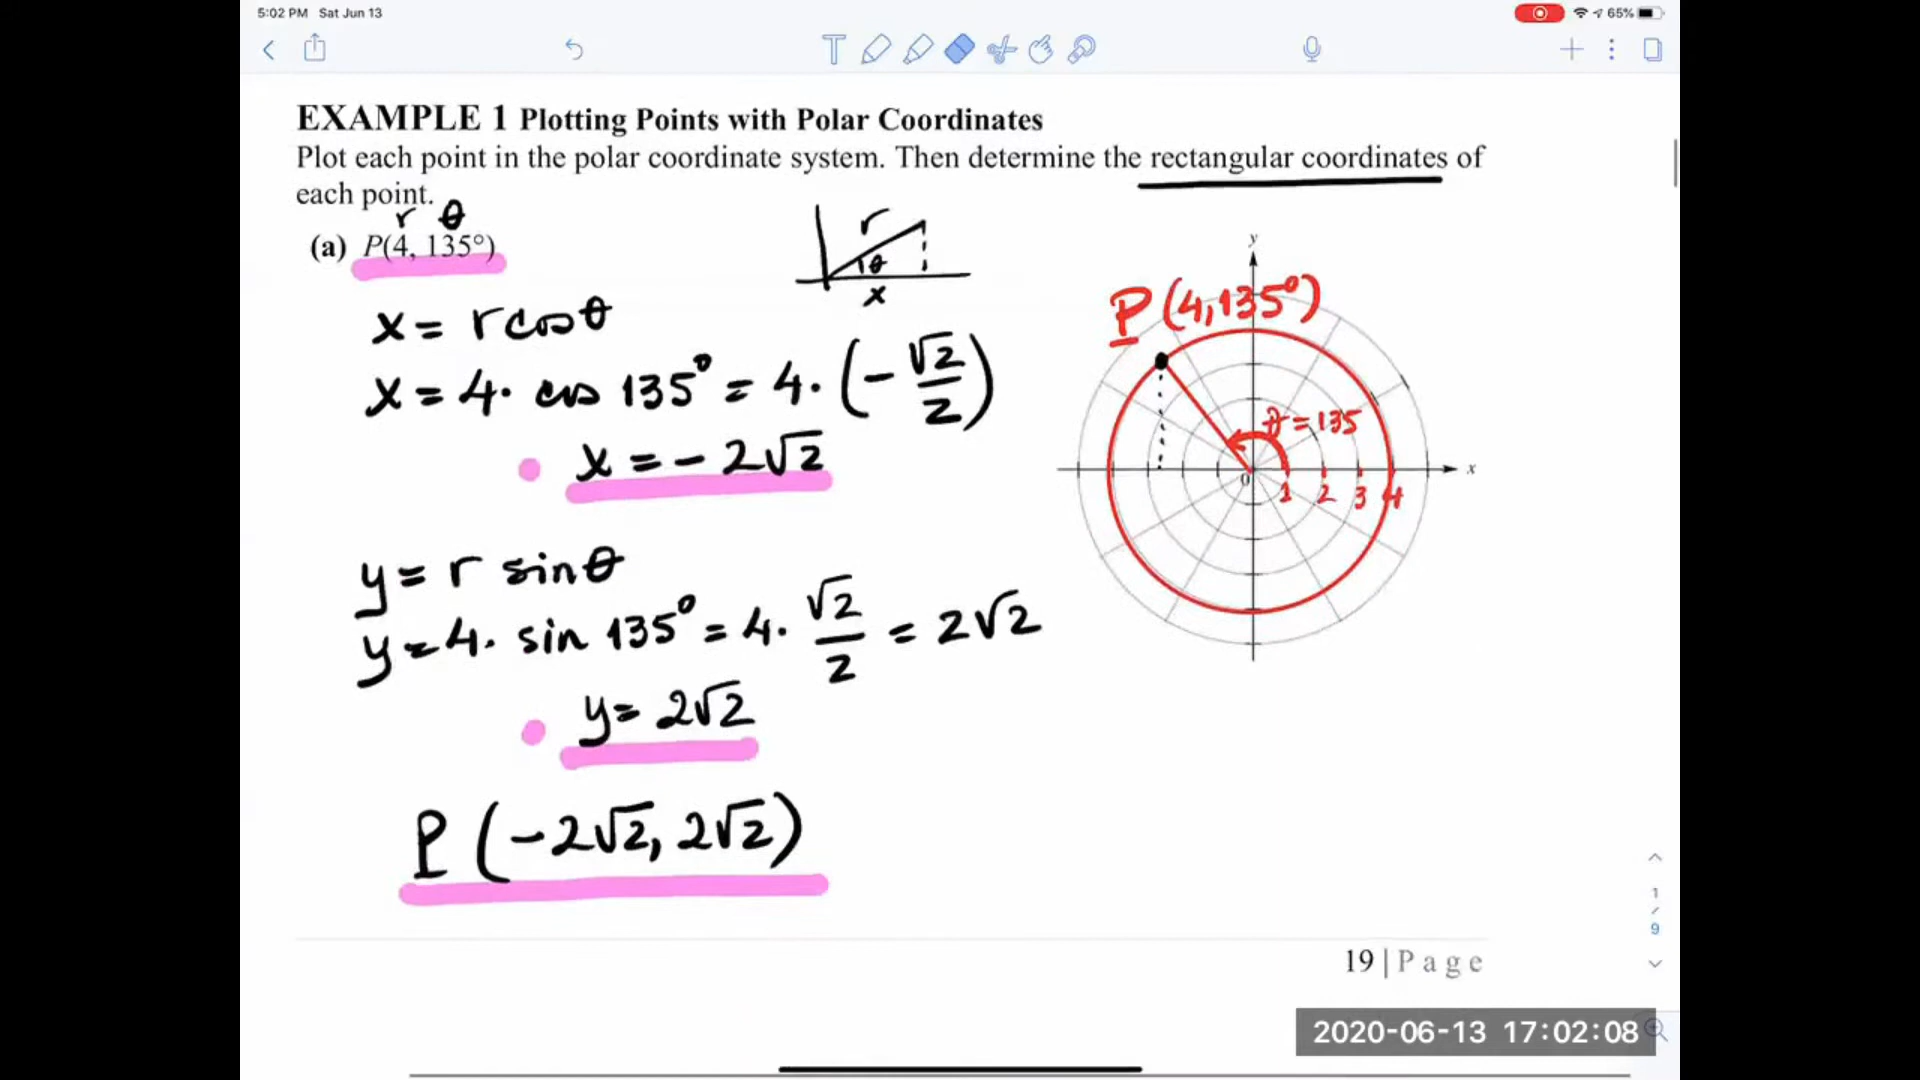 5:02 PM Sat Jun 13
65%
EXAMPLE 1 Plotting Points with Polar Coordinates
Plot each point in the polar coordinate system. Then determine the rectangular coordinates of
each point.
r θ
(a) P(4, 135°)
r
θ
x
x = r cos θ
x = 4 · cos 135° = 4 · (- √2/2)
x = - 2√2
y = r sin θ
y = 4 · sin 135° = 4 · √2/2 = 2√2
y = 2√2
P (-2√2, 2√2)
y
P (4, 135°)
θ = 135
x
0 1 2 3 4
1
/
9
19 | P a g e
2020-06-13 17:02:08